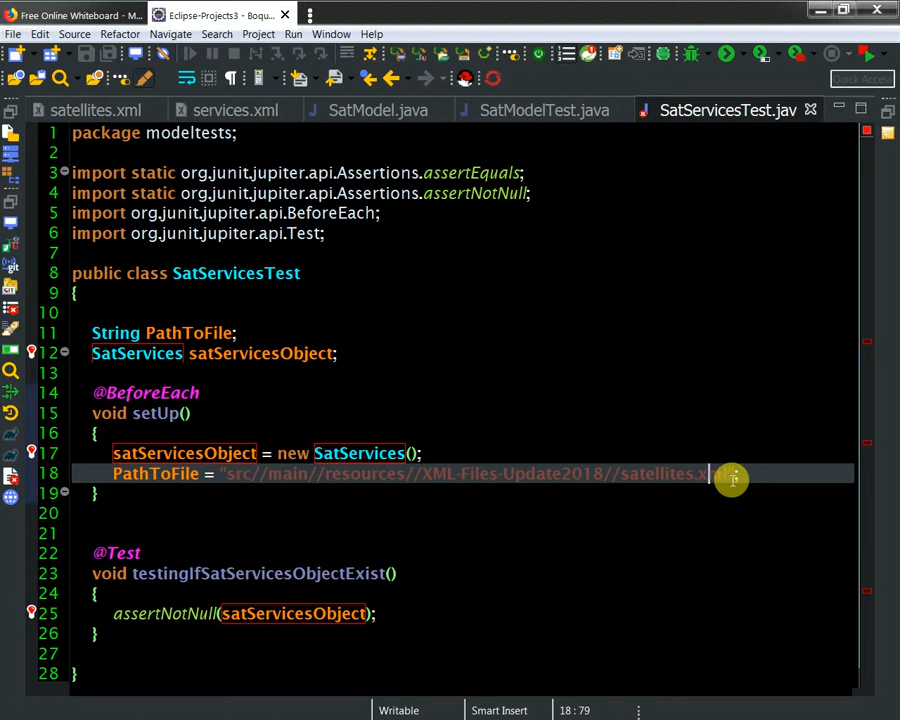 Free Online Whiteboard - M...
Eclipse-Projects3 - Boqu...
File Edit Source Refactor Navigate Search Project Run Window Help
Quick Access
satellites.xml services.xml SatModel.java SatModelTest.java SatServicesTest.jav
1 package modeltests;
2
3 import static org.junit.jupiter.api.Assertions.assertEquals;
4 import static org.junit.jupiter.api.Assertions.assertNotNull;
5 import org.junit.jupiter.api.BeforeEach;
6 import org.junit.jupiter.api.Test;
7
8 public class SatServicesTest
9 {
10
11 String PathToFile;
12 SatServices satServicesObject;
13
14 @BeforeEach
15 void setUp()
16 {
17 satServicesObject = new SatServices();
18 PathToFile = "src//main//resources//XML-Files-Update2018//satellites.xml";
19 }
20
21
22 @Test
23 void testingIfSatServicesObjectExist()
24 {
25 assertNotNull(satServicesObject);
26 }
27
28 }
Writable Smart Insert 18 : 79